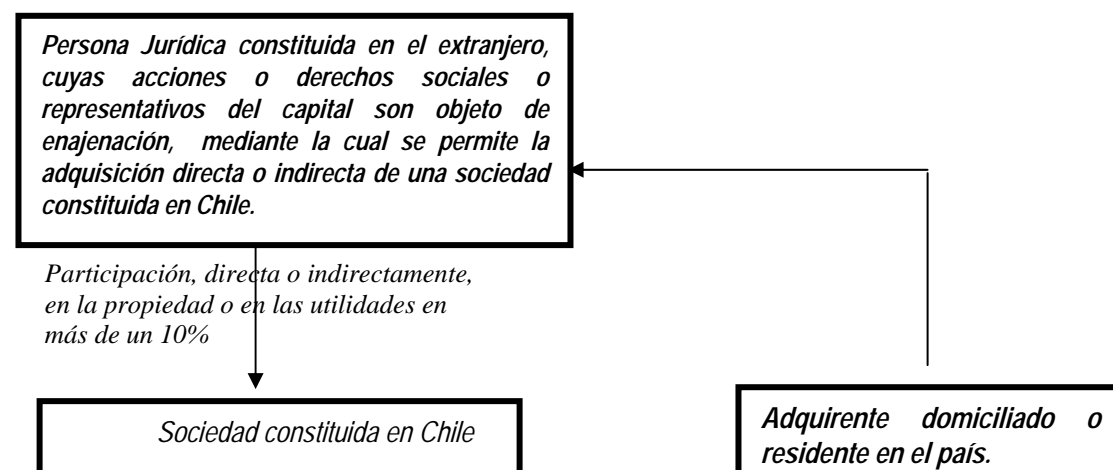 Persona Jurídica constituida en el extranjero,
cuyas acciones o derechos sociales o
representativos del capital son objeto de
enajenación, mediante la cual se permite la
adquisición directa o indirecta de una sociedad
constituida en Chile.
Participación, directa o indirectamente,
en la propiedad o en las utilidades en
más de un 10%
Sociedad constituida en Chile
Adquirente domiciliado o
residente en el país.